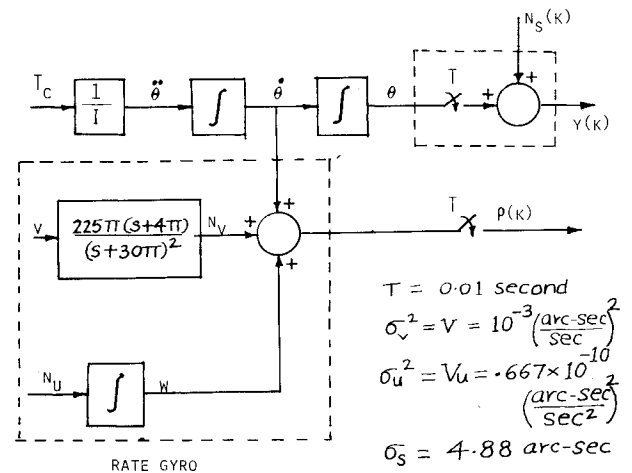 N_S(K)
T_C
1
I
θ̈
∫
θ̇
∫
θ
T
+
+
Y(K)
V
225π(s+4π)
(s+30π)²
N_V
+
+
+
T
ρ(K)
N_U
∫
W
RATE GYRO
T = 0.01 second
σ_v² = V = 10⁻³ (arc-sec/sec)²
σ_u² = V_u = .667×10⁻¹⁰
(arc-sec/sec²)²
σ_s = 4.88 arc-sec